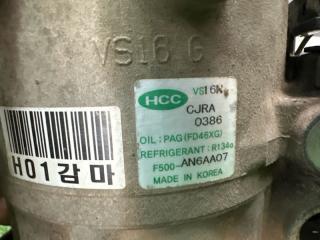 VS16 G
HCC
VS16N
CJRA
0386
OIL : PAG(FD46XG)
REFRIGERANT : R134a
F500-AN6AA07
MADE IN KOREA
H01감마